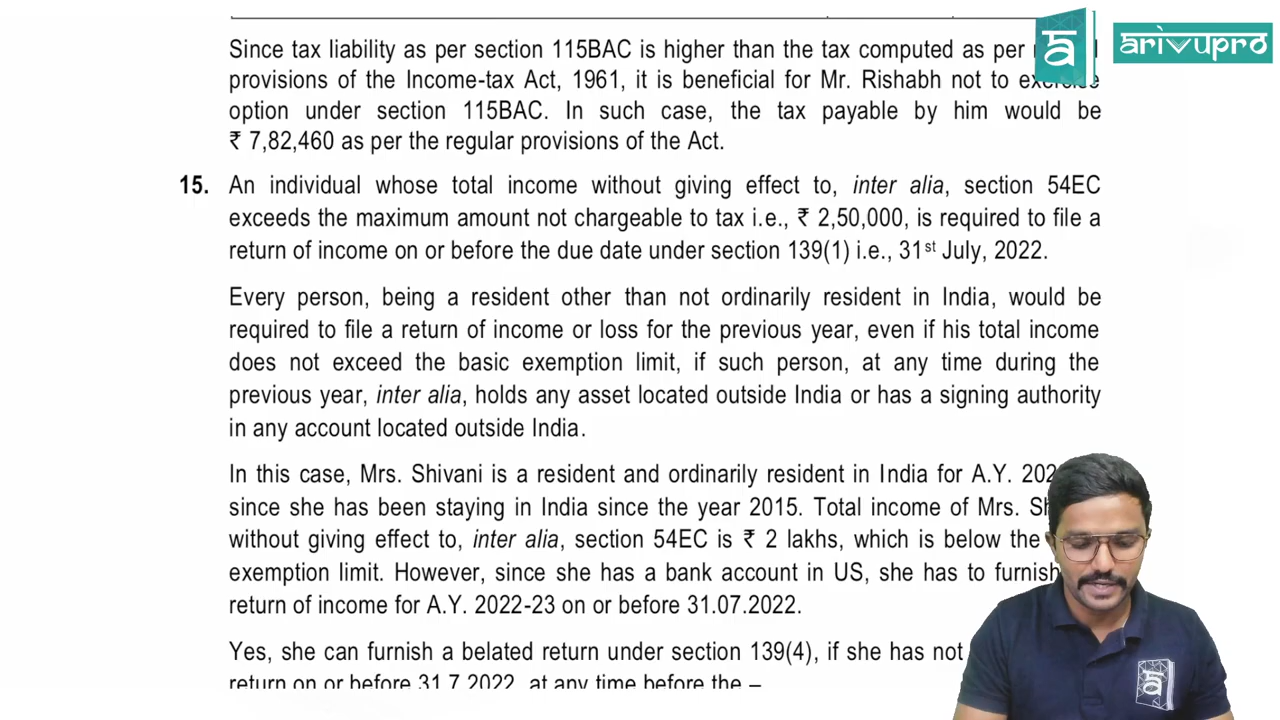 Since tax liability as per section 115BAC is higher than the tax computed as per
provisions of the Income-tax Act, 1961, it is beneficial for Mr. Rishabh not to exercise
option under section 115BAC. In such case, the tax payable by him would be
₹ 7,82,460 as per the regular provisions of the Act.
15. An individual whose total income without giving effect to, inter alia, section 54EC
exceeds the maximum amount not chargeable to tax i.e., ₹ 2,50,000, is required to file a
return of income on or before the due date under section 139(1) i.e., 31st July, 2022.
Every person, being a resident other than not ordinarily resident in India, would be
required to file a return of income or loss for the previous year, even if his total income
does not exceed the basic exemption limit, if such person, at any time during the
previous year, inter alia, holds any asset located outside India or has a signing authority
in any account located outside India.
In this case, Mrs. Shivani is a resident and ordinarily resident in India for A.Y.
since she has been staying in India since the year 2015. Total income of Mrs.
without giving effect to, inter alia, section 54EC is ₹ 2 lakhs, which is below the
exemption limit. However, since she has a bank account in US, she has to furnish
return of income for A.Y. 2022-23 on or before 31.07.2022.
Yes, she can furnish a belated return under section 139(4), if she has not
return on or before 31.7.2022, at any time before the –
arivupro